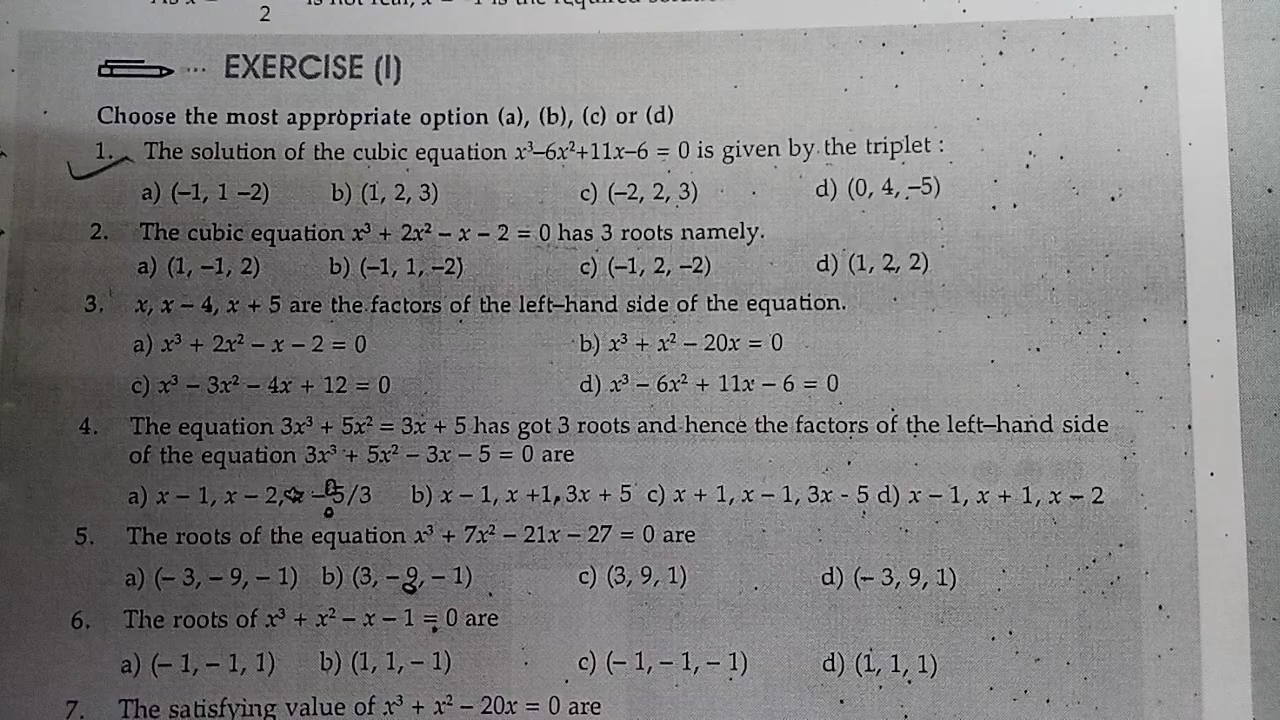 2
EXERCISE (I)
Choose the most appropriate option (a), (b), (c) or (d)
1. The solution of the cubic equation x³–6x²+11x–6 = 0 is given by the triplet :
a) (–1, 1 –2) b) (1, 2, 3) c) (–2, 2, 3) d) (0, 4, –5)
2. The cubic equation x³ + 2x² – x – 2 = 0 has 3 roots namely.
a) (1, –1, 2) b) (–1, 1, –2) c) (–1, 2, –2) d) (1, 2, 2)
3. x, x – 4, x + 5 are the factors of the left–hand side of the equation.
a) x³ + 2x² – x – 2 = 0 b) x³ + x² – 20x = 0
c) x³ – 3x² – 4x + 12 = 0 d) x³ – 6x² + 11x – 6 = 0
4. The equation 3x³ + 5x² = 3x + 5 has got 3 roots and hence the factors of the left–hand side
of the equation 3x³ + 5x² – 3x – 5 = 0 are
a) x – 1, x – 2, –5/3 b) x – 1, x +1, 3x + 5 c) x + 1, x – 1, 3x - 5 d) x – 1, x + 1, x – 2
5. The roots of the equation x³ + 7x² – 21x – 27 = 0 are
a) (– 3, – 9, – 1) b) (3, – 9, – 1) c) (3, 9, 1) d) (– 3, 9, 1)
6. The roots of x³ + x² – x – 1 = 0 are
a) (– 1, – 1, 1) b) (1, 1, – 1) c) (– 1, – 1, – 1) d) (1, 1, 1)
7. The satisfying value of x³ + x² – 20x = 0 are